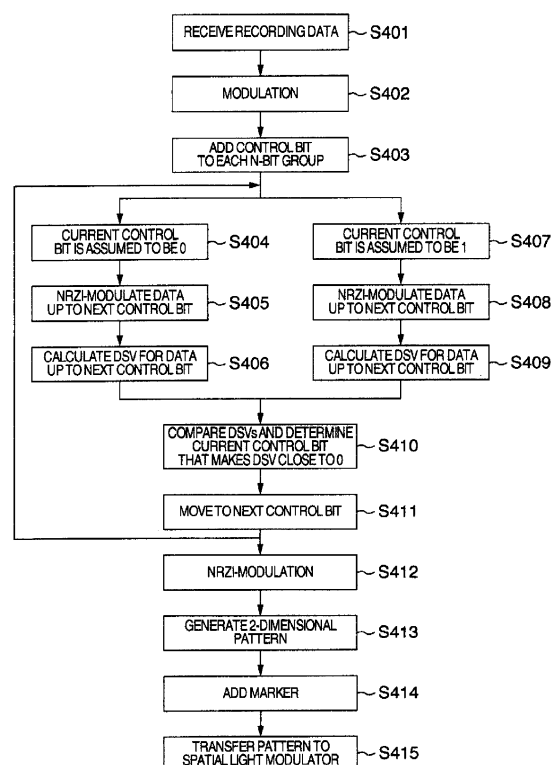 RECEIVE RECORDING DATA
S401
MODULATION
S402
ADD CONTROL BIT
TO EACH N-BIT GROUP
S403
CURRENT CONTROL
BIT IS ASSUMED TO BE 0
S404
CURRENT CONTROL
BIT IS ASSUMED TO BE 1
S407
NRZI-MODULATE DATA
UP TO NEXT CONTROL BIT
S405
NRZI-MODULATE DATA
UP TO NEXT CONTROL BIT
S408
CALCULATE DSV FOR DATA
UP TO NEXT CONTROL BIT
S406
CALCULATE DSV FOR DATA
UP TO NEXT CONTROL BIT
S409
COMPARE DSVs AND DETERMINE
CURRENT CONTROL BIT
THAT MAKES DSV CLOSE TO 0
S410
MOVE TO NEXT CONTROL BIT
S411
NRZI-MODULATION
S412
GENERATE 2-DIMENSIONAL
PATTERN
S413
ADD MARKER
S414
TRANSFER PATTERN TO
SPATIAL LIGHT MODULATOR
S415